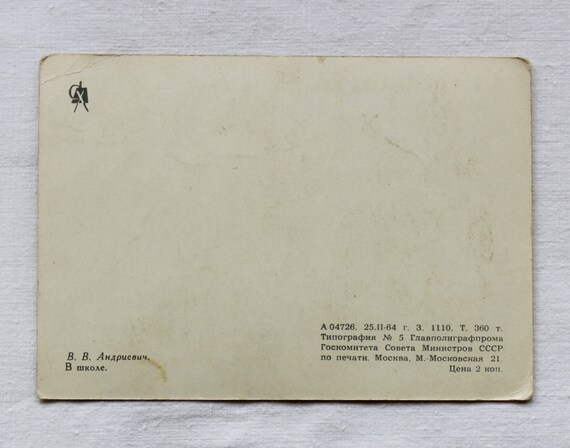 В. В. Андриевич.
В школе.
А 04726. 25.II-64 г. З. 1110. Т. 360 т.
Типография № 5 Главполиграфпрома
Госкомитета Совета Министров СССР
по печати. Москва, М.-Московская 21.
Цена 2 коп.